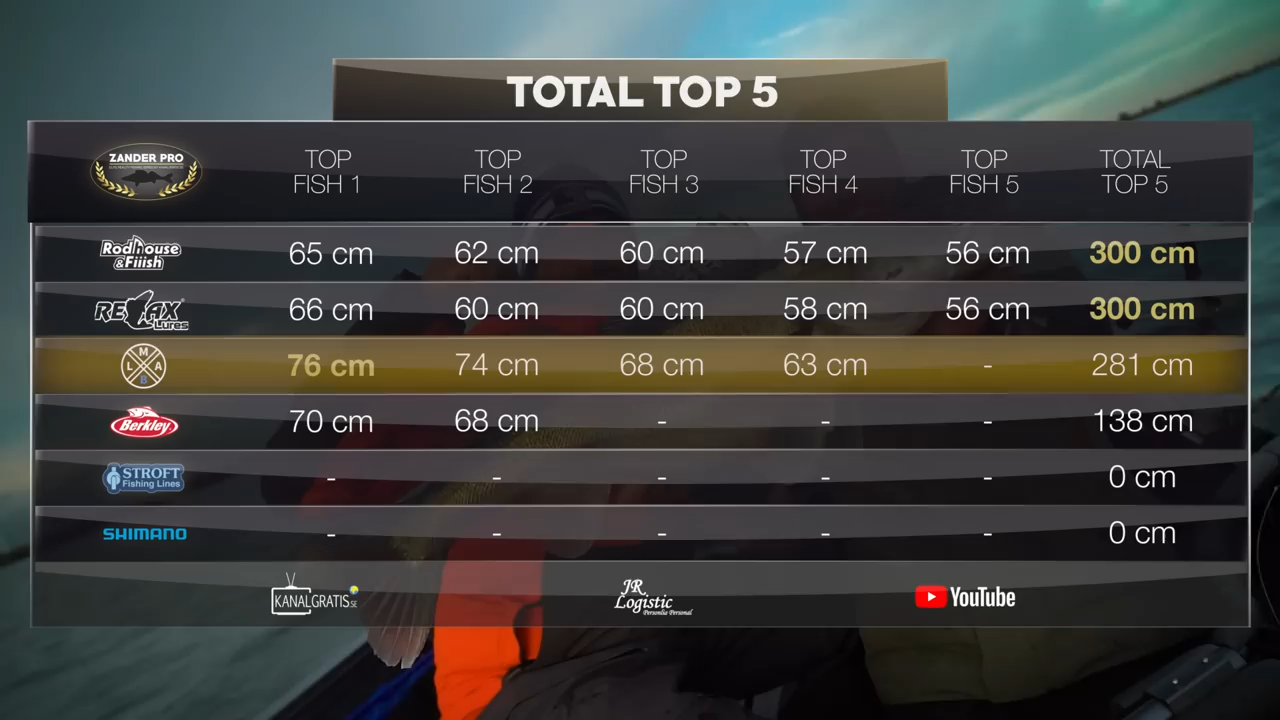 TOTAL TOP 5
ZANDER PRO
TOP FISH 1
TOP FISH 2
TOP FISH 3
TOP FISH 4
TOP FISH 5
TOTAL TOP 5
Rodhouse &Fiiish 65 cm 62 cm 60 cm 57 cm 56 cm 300 cm
RELAX Lures 66 cm 60 cm 60 cm 58 cm 56 cm 300 cm
L M A B 76 cm 74 cm 68 cm 63 cm - 281 cm
Berkley 70 cm 68 cm - - - 138 cm
STROFT Fishing Lines - - - - - 0 cm
SHIMANO - - - - - 0 cm
KANALGRATIS.SE
JR Logistic
YouTube